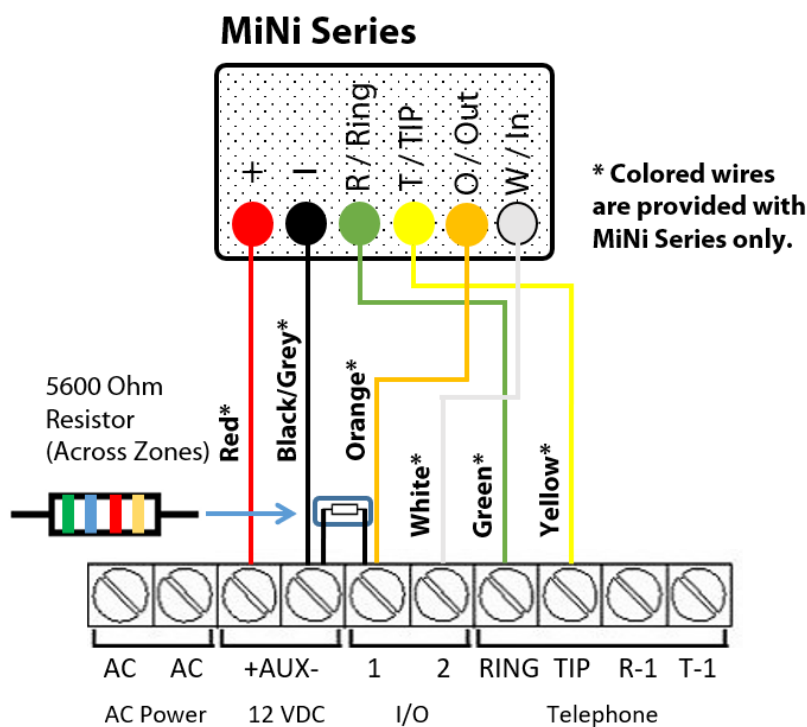 MiNi Series
+
−
R / Ring
T / TIP
O / Out
W / In
* Colored wires
are provided with
MiNi Series only.
5600 Ohm
Resistor
(Across Zones)
Red*
Black/Grey*
Orange*
White*
Green*
Yellow*
AC AC +AUX- 1 2 RING TIP R-1 T-1
AC Power 12 VDC I/O Telephone